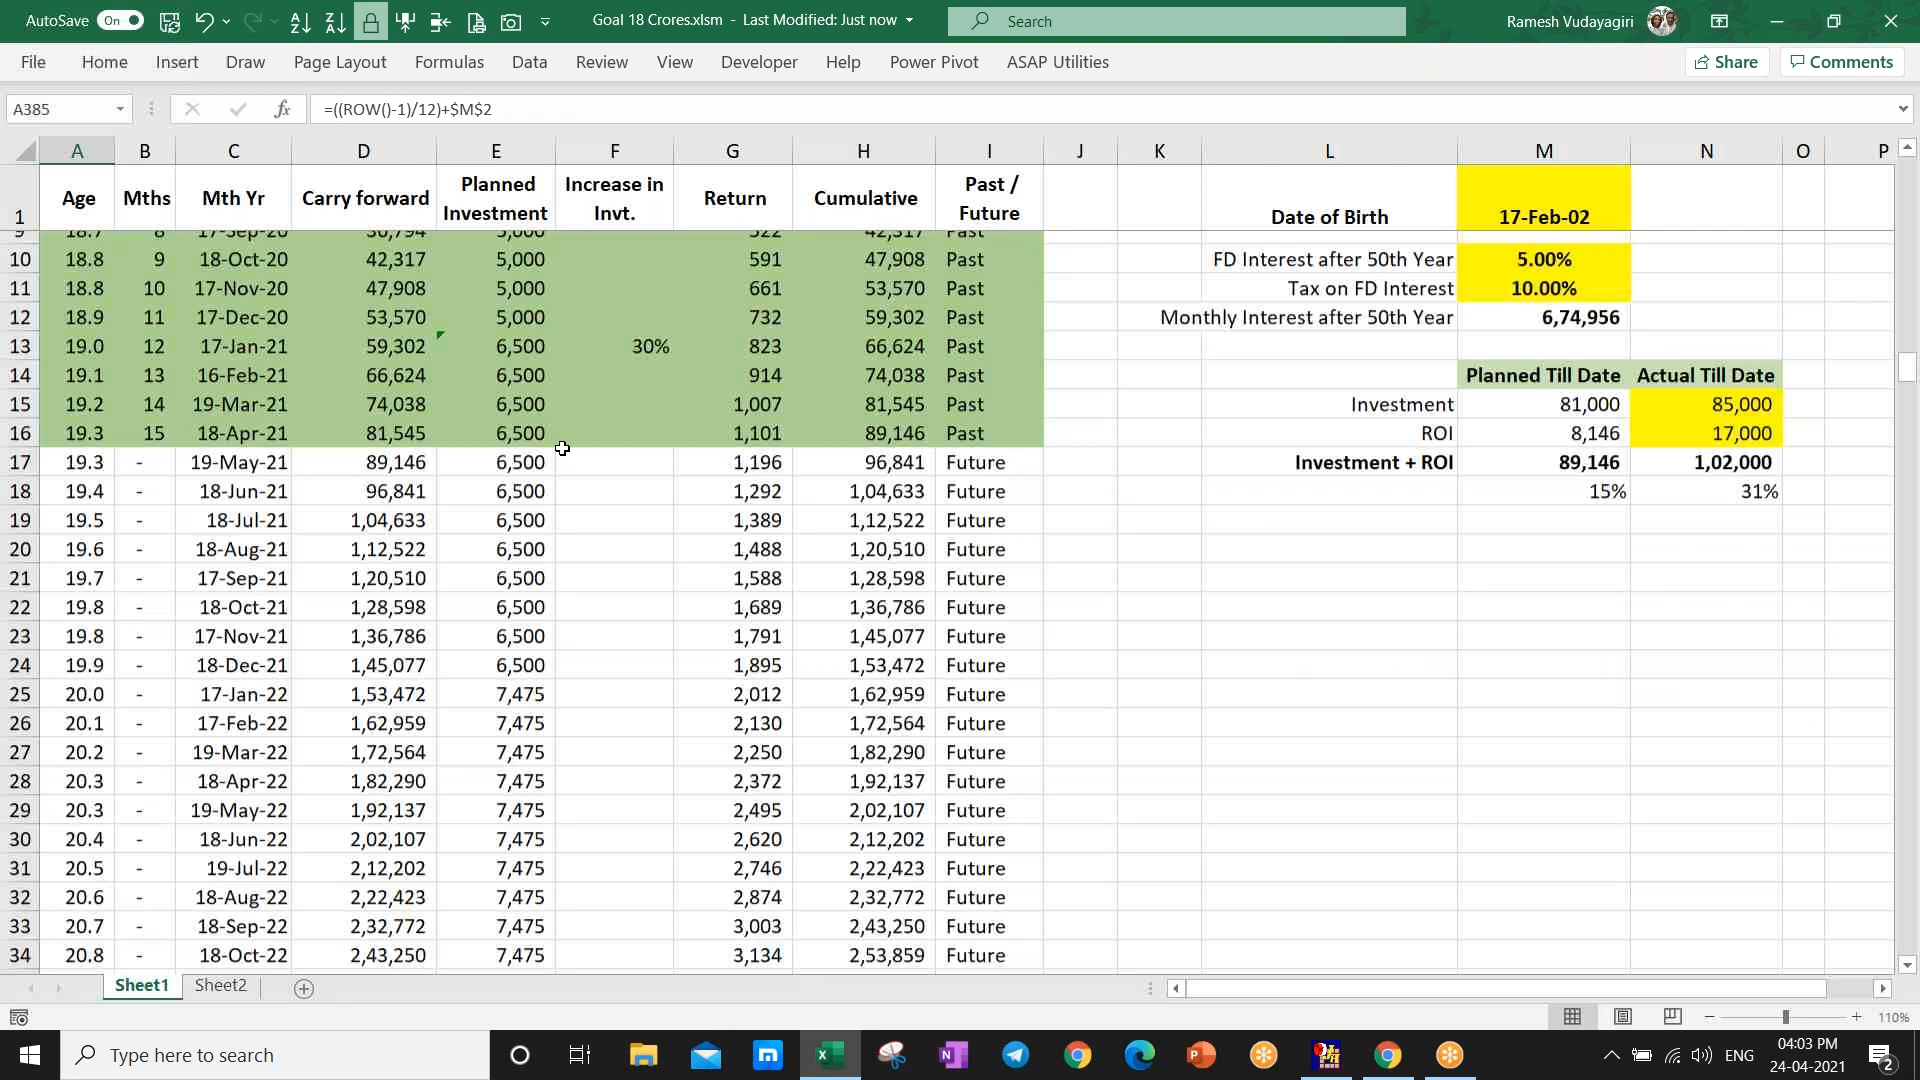 AutoSave On Goal 18 Crores.xlsm - Last Modified: Just now Search Ramesh Vudayagiri
File Home Insert Draw Page Layout Formulas Data Review View Developer Help Power Pivot ASAP Utilities Share Comments
A385 fx =((ROW()-1)/12)+$M$2
A B C D E F G H I J K L M N O P
1 Age Mths Mth Yr Carry forward Planned Investment Increase in Invt. Return Cumulative Past / Future Date of Birth 17-Feb-02
9 18.7 8 17-Sep-20 36,794 5,000 522 42,317 Past
10 18.8 9 18-Oct-20 42,317 5,000 591 47,908 Past FD Interest after 50th Year 5.00%
11 18.8 10 17-Nov-20 47,908 5,000 661 53,570 Past Tax on FD Interest 10.00%
12 18.9 11 17-Dec-20 53,570 5,000 732 59,302 Past Monthly Interest after 50th Year 6,74,956
13 19.0 12 17-Jan-21 59,302 6,500 30% 823 66,624 Past
14 19.1 13 16-Feb-21 66,624 6,500 914 74,038 Past Planned Till Date Actual Till Date
15 19.2 14 19-Mar-21 74,038 6,500 1,007 81,545 Past Investment 81,000 85,000
16 19.3 15 18-Apr-21 81,545 6,500 1,101 89,146 Past ROI 8,146 17,000
17 19.3 - 19-May-21 89,146 6,500 1,196 96,841 Future Investment + ROI 89,146 1,02,000
18 19.4 - 18-Jun-21 96,841 6,500 1,292 1,04,633 Future 15% 31%
19 19.5 - 18-Jul-21 1,04,633 6,500 1,389 1,12,522 Future
20 19.6 - 18-Aug-21 1,12,522 6,500 1,488 1,20,510 Future
21 19.7 - 17-Sep-21 1,20,510 6,500 1,588 1,28,598 Future
22 19.8 - 18-Oct-21 1,28,598 6,500 1,689 1,36,786 Future
23 19.8 - 17-Nov-21 1,36,786 6,500 1,791 1,45,077 Future
24 19.9 - 18-Dec-21 1,45,077 6,500 1,895 1,53,472 Future
25 20.0 - 17-Jan-22 1,53,472 7,475 2,012 1,62,959 Future
26 20.1 - 17-Feb-22 1,62,959 7,475 2,130 1,72,564 Future
27 20.2 - 19-Mar-22 1,72,564 7,475 2,250 1,82,290 Future
28 20.3 - 18-Apr-22 1,82,290 7,475 2,372 1,92,137 Future
29 20.3 - 19-May-22 1,92,137 7,475 2,495 2,02,107 Future
30 20.4 - 18-Jun-22 2,02,107 7,475 2,620 2,12,202 Future
31 20.5 - 19-Jul-22 2,12,202 7,475 2,746 2,22,423 Future
32 20.6 - 18-Aug-22 2,22,423 7,475 2,874 2,32,772 Future
33 20.7 - 18-Sep-22 2,32,772 7,475 3,003 2,43,250 Future
34 20.8 - 18-Oct-22 2,43,250 7,475 3,134 2,53,859 Future
Sheet1 Sheet2
110%
Type here to search ENG 04:03 PM
24-04-2021 2